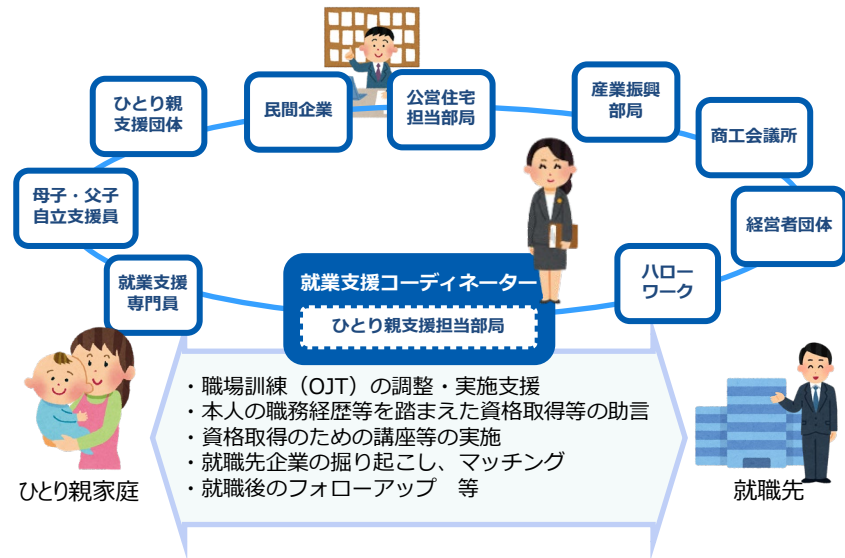 ひとり親
支援団体
民間企業
公営住宅
担当部局
産業振興
部局
商工会議所
母子・父子
自立支援員
経営者団体
就業支援
専門員
就業支援コーディネーター
ひとり親支援担当部局
ハロー
ワーク
・職場訓練（OJT）の調整・実施支援
・本人の職務経歴等を踏まえた資格取得等の助言
・資格取得のための講座等の実施
・就職先企業の掘り起こし、マッチング
・就職後のフォローアップ　等
ひとり親家庭
就職先